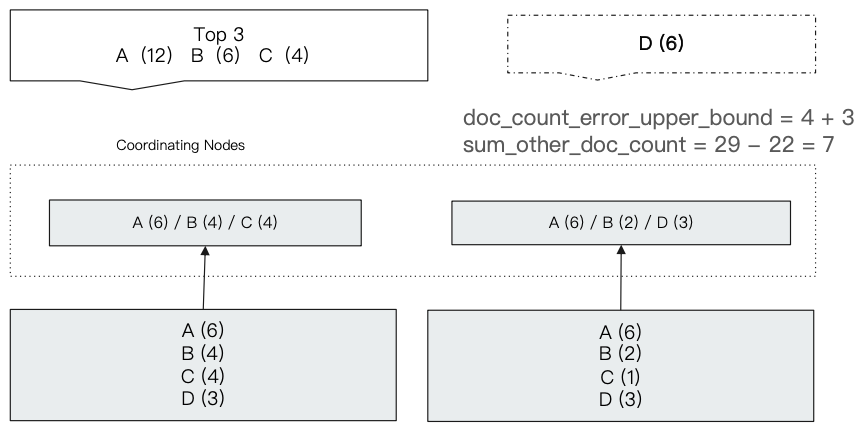 Top 3
A (12) B (6) C (4)
D (6)
doc_count_error_upper_bound = 4 + 3
sum_other_doc_count = 29 – 22 = 7
Coordinating Nodes
A (6) / B (4) / C (4)
A (6) / B (2) / D (3)
A (6)
B (4)
C (4)
D (3)
A (6)
B (2)
C (1)
D (3)